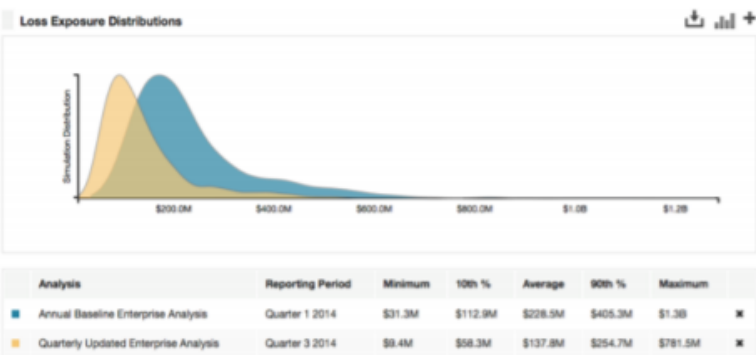 Loss Exposure Distributions
Simulation Distribution
$200.0M $400.0M $600.0M $800.0M $1.0B $1.2B
Analysis Reporting Period Minimum 10th % Average 90th % Maximum
Annual Baseline Enterprise Analysis Quarter 1 2014 $31.3M $112.9M $228.5M $405.3M $1.3B
Quarterly Updated Enterprise Analysis Quarter 3 2014 $9.4M $58.3M $137.8M $254.7M $781.5M